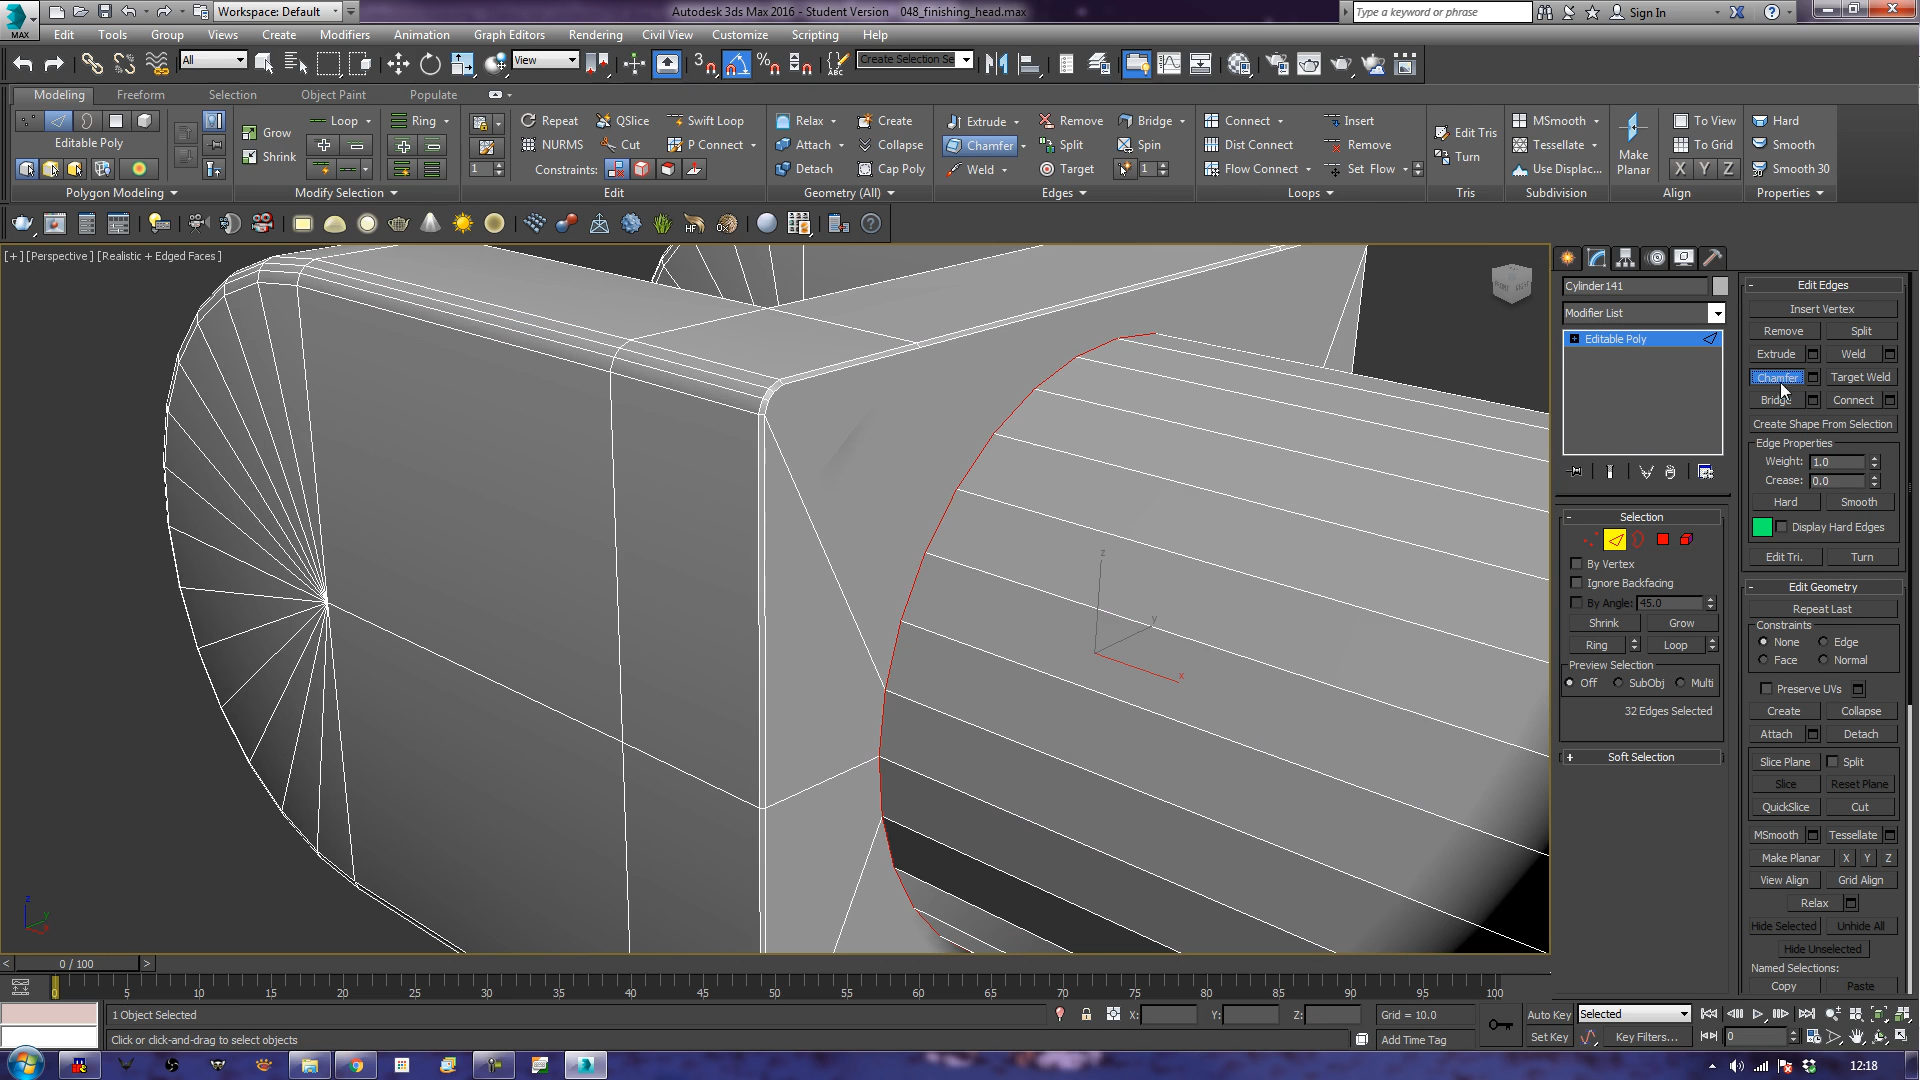 MAX
Workspace: Default
Autodesk 3ds Max 2016 - Student Version 048_finishing_head.max
Type a keyword or phrase
Sign In
Edit Tools Group Views Create Modifiers Animation Graph Editors Rendering Civil View Customize Scripting Help
All
View
3
ABC
Create Selection Se
Modeling Freeform Selection Object Paint Populate
Editable Poly
Polygon Modeling
Grow
Shrink
Loop
Ring
Modify Selection
1
Repeat QSlice Swift Loop
NURMS Cut P Connect
Constraints:
Edit
Relax Create
Attach Collapse
Detach Cap Poly
Geometry (All)
Extrude Remove Bridge
Chamfer Split Spin
Weld Target 1
Edges
Connect Insert
Dist Connect Remove
Flow Connect Set Flow
Loops
Edit Tris
Turn
Tris
MSmooth
Tessellate
Use Displac...
Subdivision
Make
Planar
To View
To Grid
X Y Z
Align
Hard
Smooth
Smooth 30
Properties
[+][Perspective][Realistic + Edged Faces]
z
y
x
Cylinder141
Modifier List
Editable Poly
Selection
By Vertex
Ignore Backfacing
By Angle: 45.0
Shrink Grow
Ring Loop
Preview Selection
Off SubObj Multi
32 Edges Selected
Soft Selection
Edit Edges
Insert Vertex
Remove Split
Extrude Weld
Chamfer Target Weld
Bridge Connect
Create Shape From Selection
Edge Properties
Weight: 1.0
Crease: 0.0
Hard Smooth
Display Hard Edges
Edit Tri. Turn
Edit Geometry
Repeat Last
Constraints
None Edge
Face Normal
Preserve UVs
Create Collapse
Attach Detach
Slice Plane Split
Slice Reset Plane
QuickSlice Cut
MSmooth Tessellate
Make Planar X Y Z
View Align Grid Align
Relax
Hide Selected Unhide All
Hide Unselected
Named Selections:
Copy Paste
0 / 100
0 5 10 15 20 25 30 35 40 45 50 55 60 65 70 75 80 85 90 95 100
1 Object Selected
X: Y: Z: Grid = 10.0
Auto Key Selected
Click or click-and-drag to select objects
Add Time Tag
Set Key Key Filters... 0
12:18